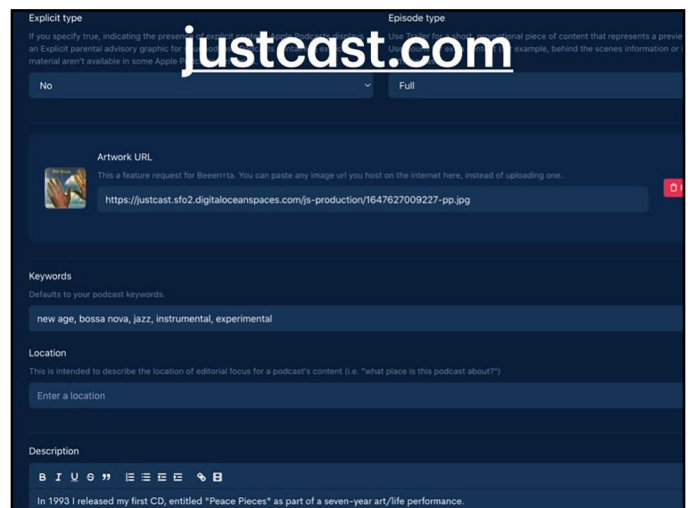 Explicit type
Episode type
justcast.com
If you specify true, indicating the presence of explicit content, Apple Podcasts displays
an Explicit parental advisory graphic for your podcast.
material aren't available in some Apple
Use Trailer for a short, promotional piece of content that represents a preview
example, behind the scenes information or
No
Full
Artwork URL
This a feature request for Beeerrrta. You can paste any image url you host on the internet here, instead of uploading one.
https://justcast.sfo2.digitaloceanspaces.com/js-production/1647627009227-pp.jpg
Keywords
Defaults to your podcast keywords.
new age, bossa nova, jazz, instrumental, experimental
Location
This is intended to describe the location of editorial focus for a podcast's content (i.e. "what place is this podcast about?")
Enter a location
Description
B I U S
In 1993 I released my first CD, entitled "Peace Pieces" as part of a seven-year art/life performance.